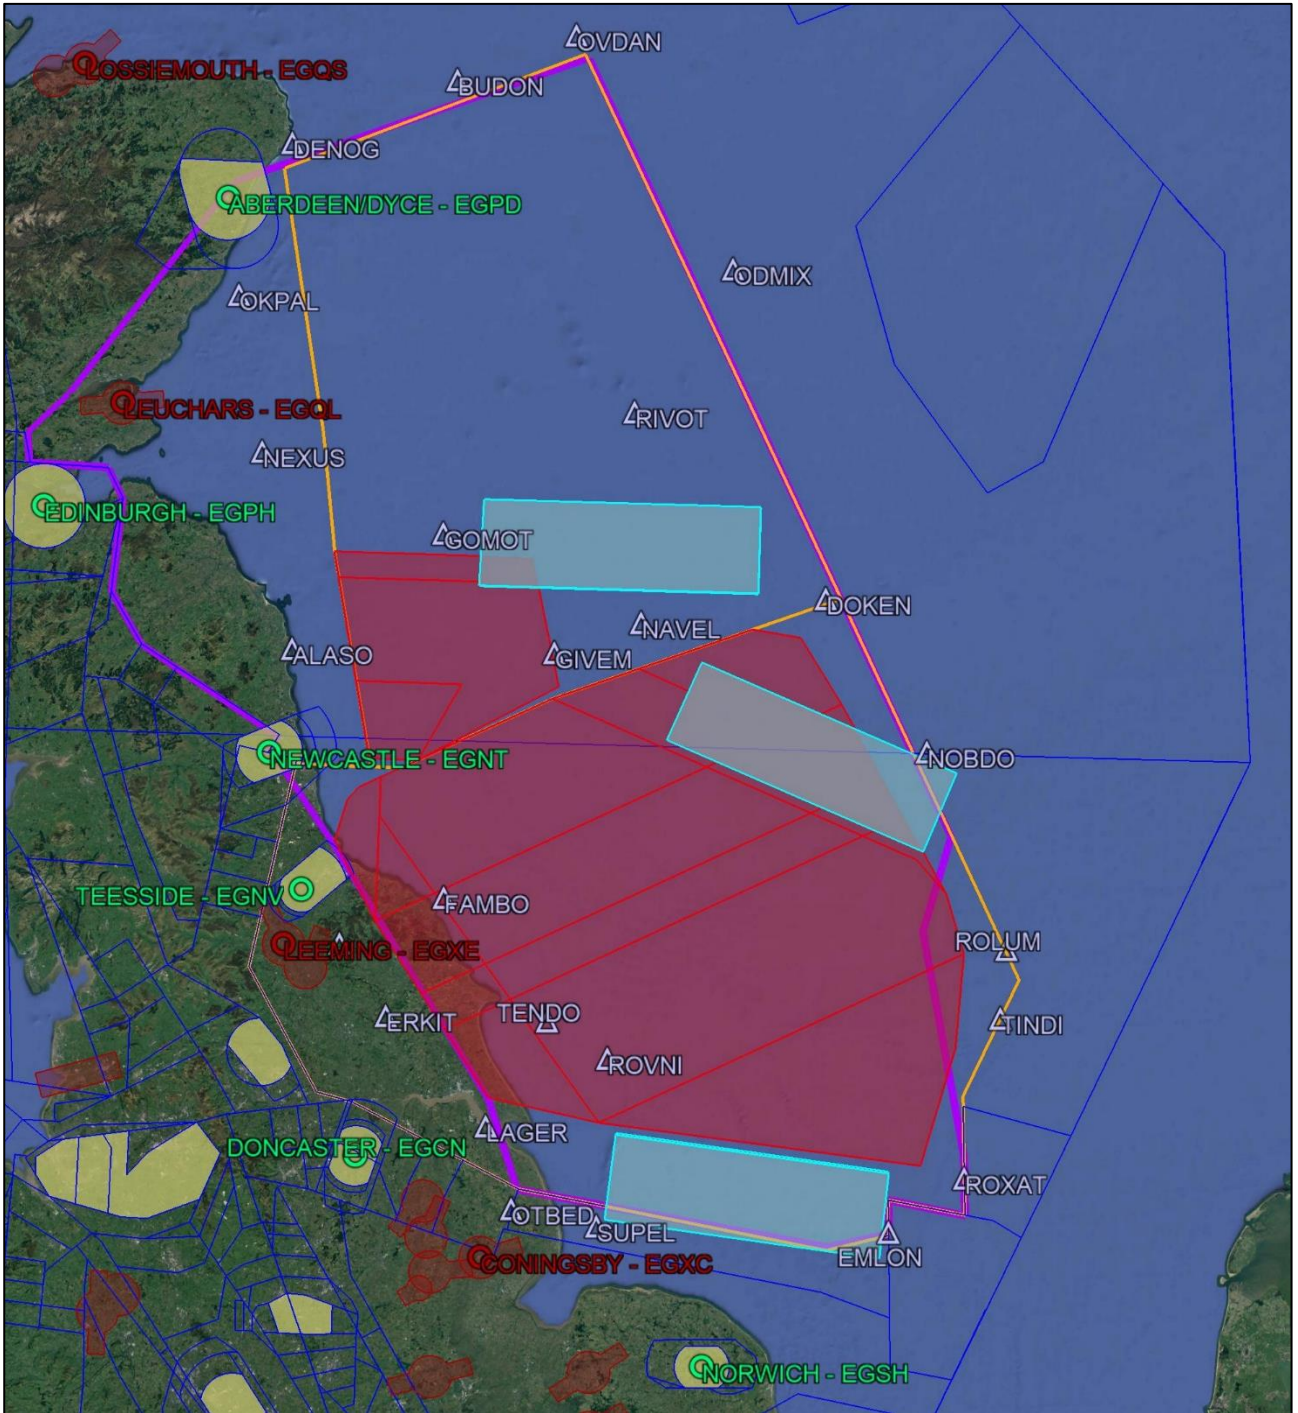 OVDAN
LOSSIEMOUTH - EGQS
BUDON
DENOG
ABERDEEN/DYCE - EGPD
ODMIX
OKPAL
LEUCHARS - EGQL
RIVOT
NEXUS
EDINBURGH - EGPH
GOMOT
DOKEN
NAVEL
ALASO
GIVEM
NEWCASTLE - EGNT
NOBDO
TEESSIDE - EGNV
FAMBO
ROLUM
LEEMING - EGXE
TENDO
ERKIT
TINDI
ROVNI
LAGER
DONCASTER - EGCN
ROXAT
OTBED
SUPEL
EMLON
CONINGSBY - EGXC
NORWICH - EGSH